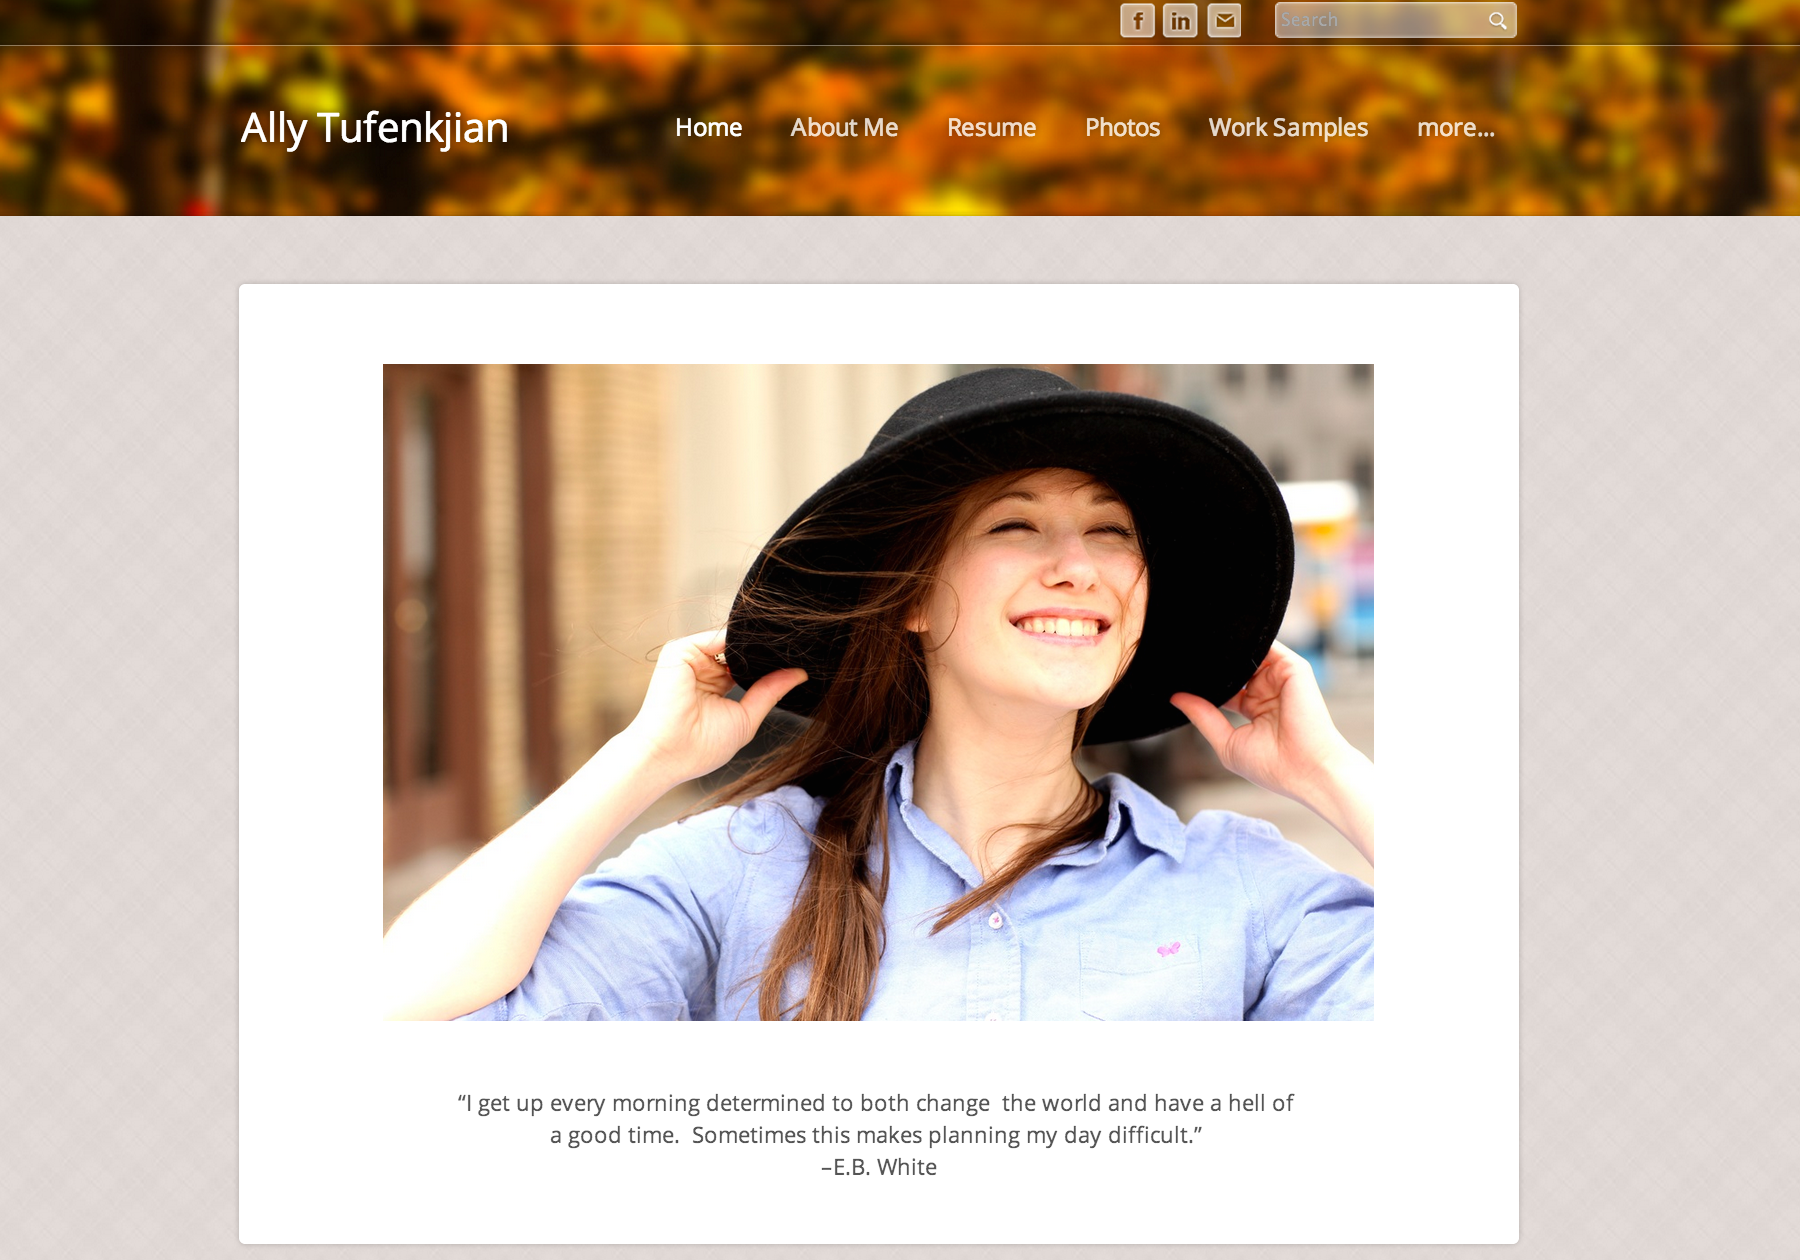 f in
Search
Ally Tufenkjian
Home About Me Resume Photos Work Samples more...
“I get up every morning determined to both change  the world and have a hell of
a good time.  Sometimes this makes planning my day difficult.”
–E.B. White